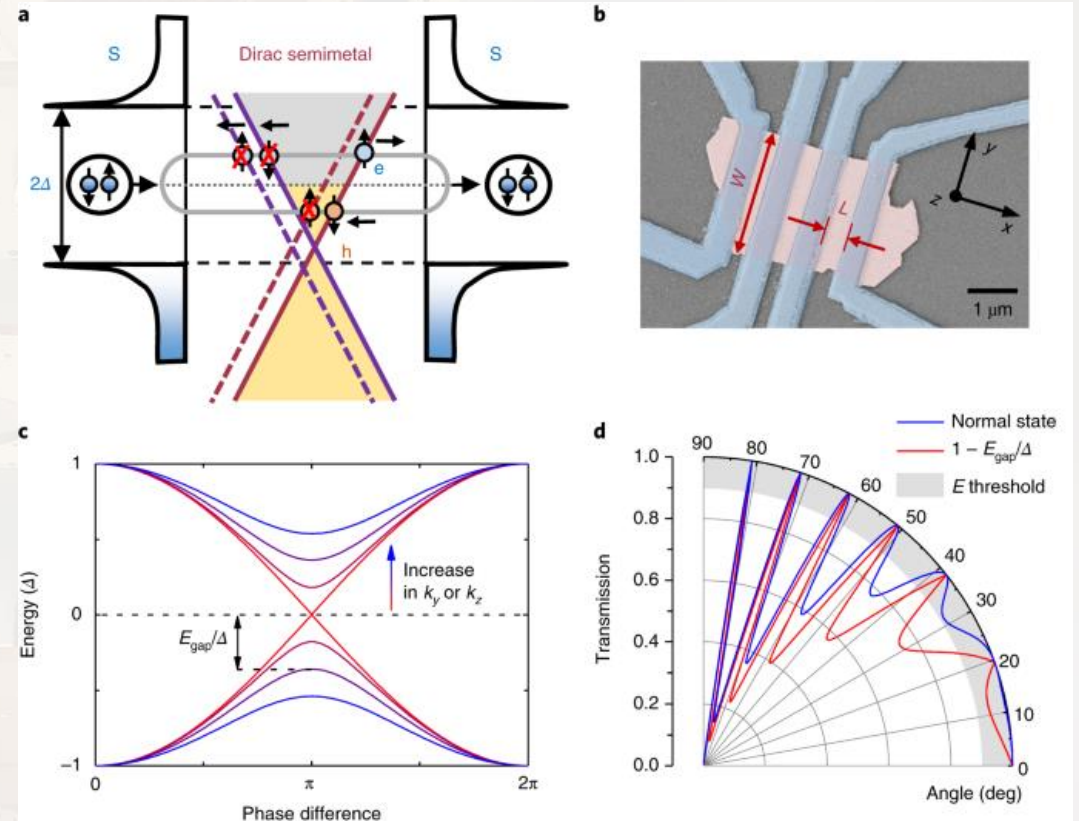 a
S
Dirac semimetal
S
2Δ
e
h
b
W
L
y
z
x
1 μm
c
1
0
−1
Energy (Δ)
E_gap/Δ
Increase
in k_y or k_z
0
π
2π
Phase difference
d
Normal state
1 − E_gap/Δ
E threshold
1.0
0.8
0.6
0.4
0.2
0.0
Transmission
90
80
70
60
50
40
30
20
10
0
Angle (deg)